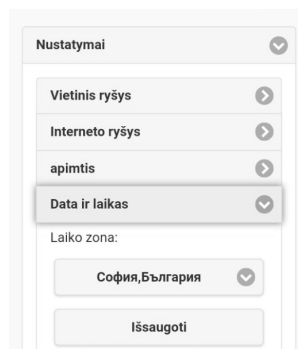 Nustatymai
Vietinis ryšys
Interneto ryšys
apimtis
Data ir laikas
Laiko zona:
София,България
Išsaugoti